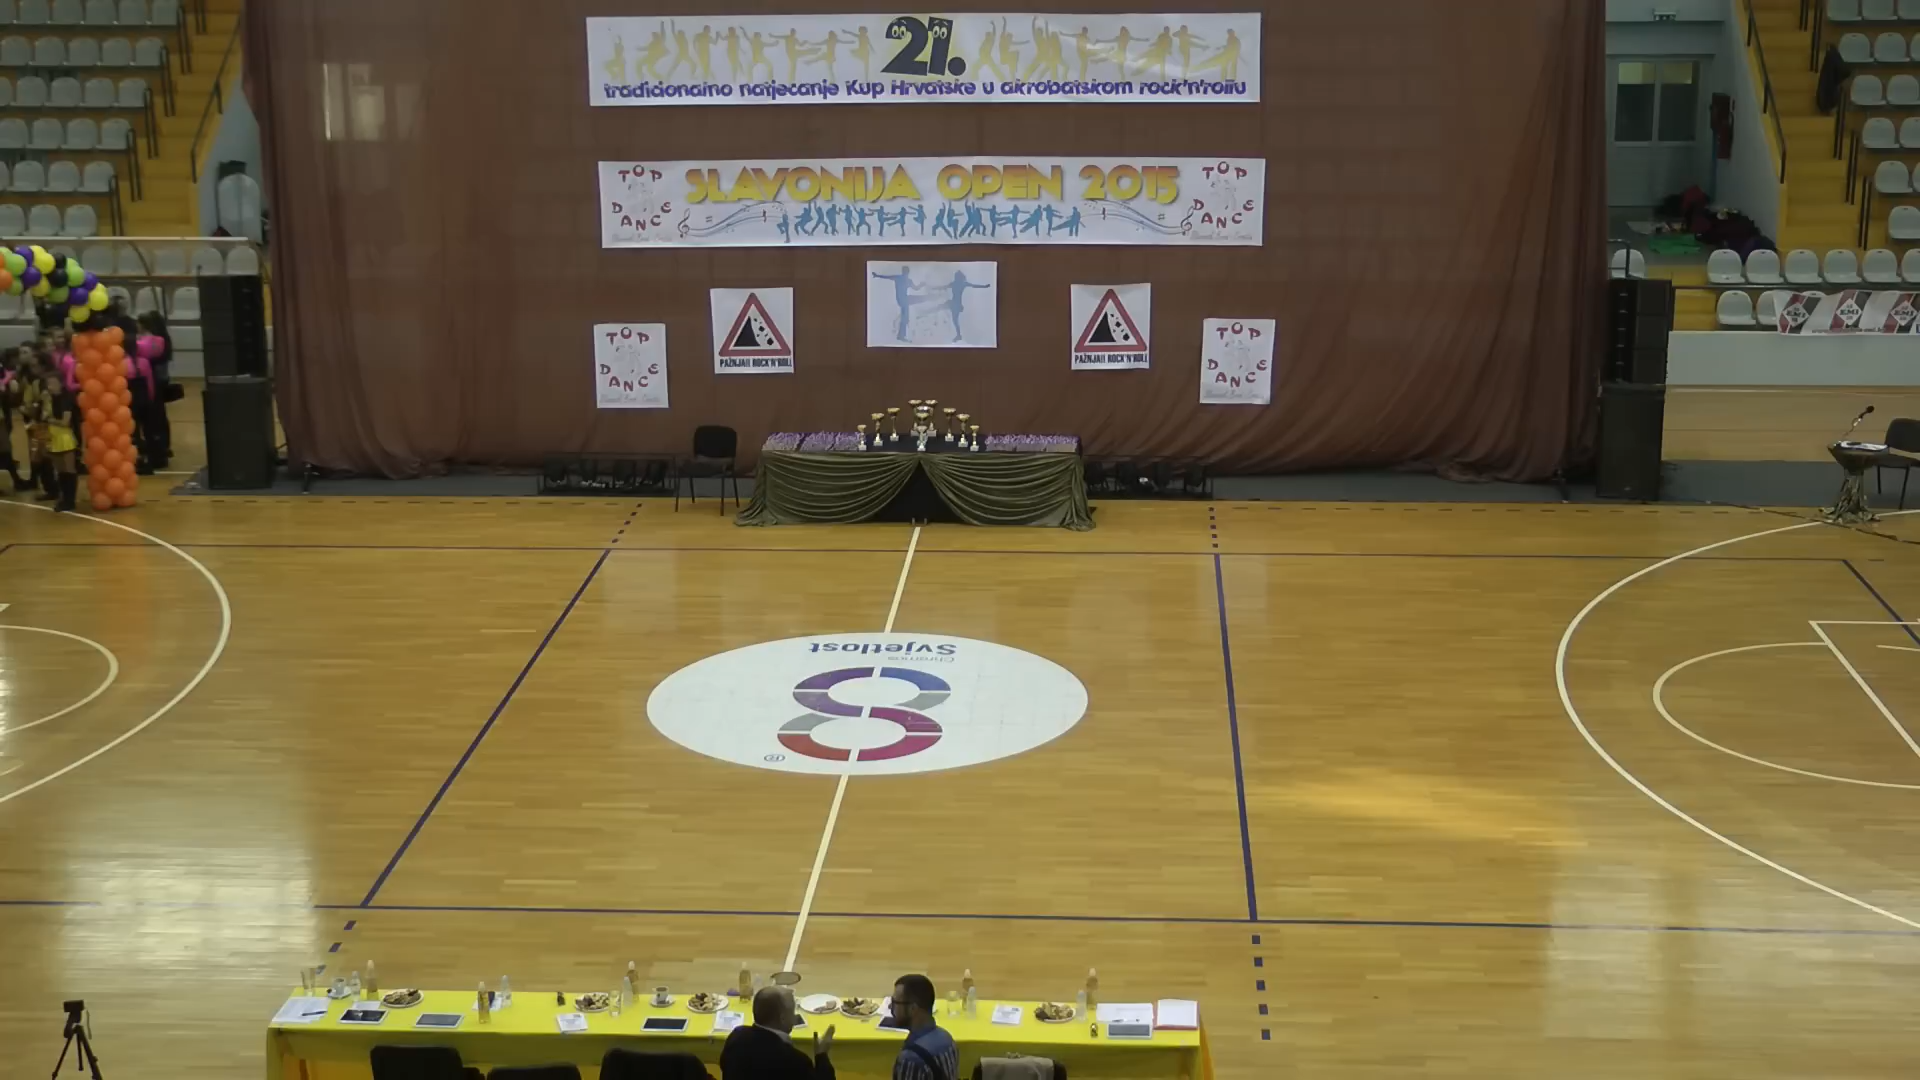 21.
tradicionalno natjecanje Kup Hrvatske u akrobatskom rock'n'rollu
TOP DANCE
SLAVONIJA OPEN 2015
TOP DANCE
TOP DANCE
PAŽNJA!! ROCK'N'ROLL
PAŽNJA!! ROCK'N'ROLL
TOP DANCE
Chromos
Svjetlost
®